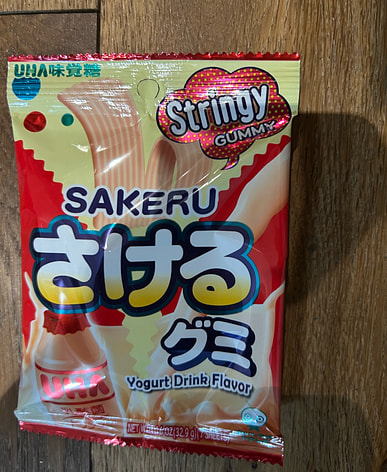 UHA味覚糖
Stringy
GUMMY
SAKERU
さける
グミ
UHA
Yogurt Drink Flavor